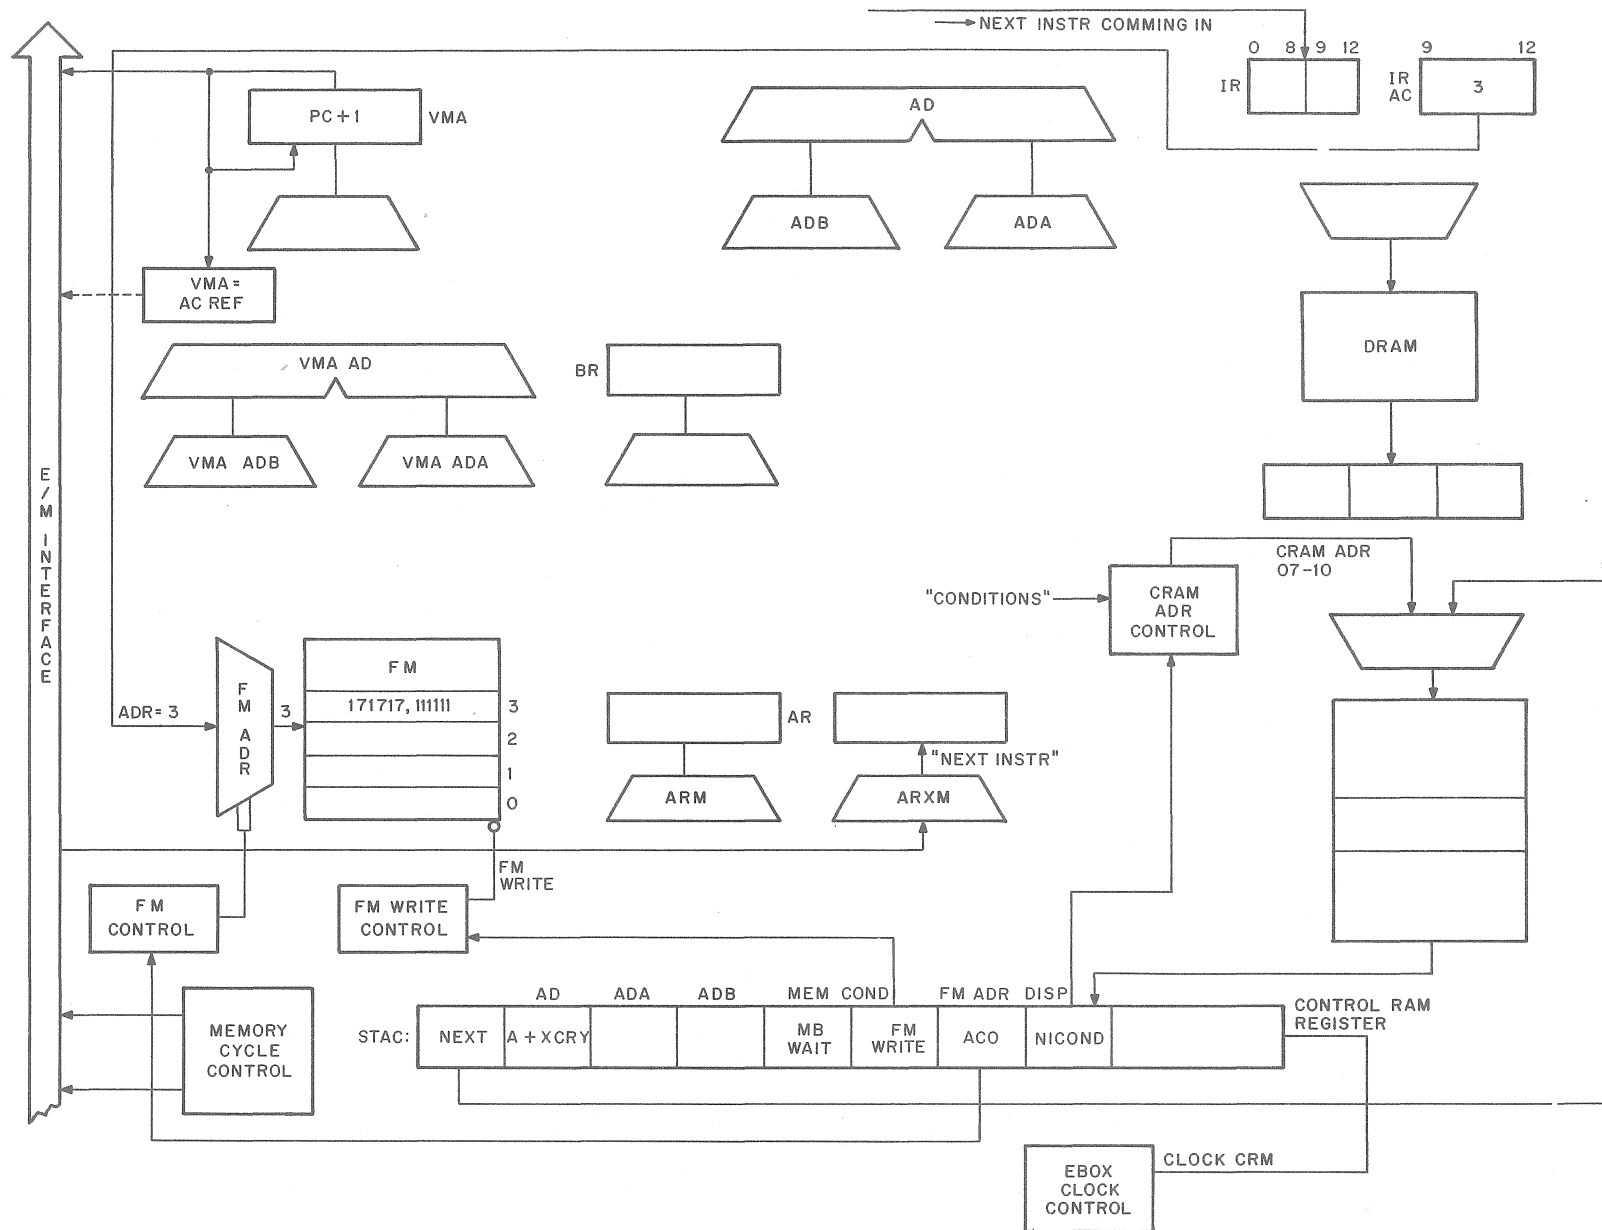 NEXT INSTR COMMING IN
0 8 9 12
9 12
IR
IR
AC
3
PC+1
VMA
AD
ADB
ADA
VMA=
AC REF
DRAM
VMA AD
BR
VMA ADB
VMA ADA
E/M INTERFACE
CRAM ADR
07-10
"CONDITIONS"
CRAM
ADR
CONTROL
FM
FM ADR
ADR=3
3
171717, 111111
3
2
1
0
AR
"NEXT INSTR"
ARM
ARXM
FM
WRITE
FM
CONTROL
FM WRITE
CONTROL
AD ADA ADB MEM COND FM ADR DISP
CONTROL RAM
REGISTER
STAC:
NEXT
A+XCRY
MB
WAIT
FM
WRITE
AC0
NICOND
MEMORY
CYCLE
CONTROL
CLOCK CRM
EBOX
CLOCK
CONTROL